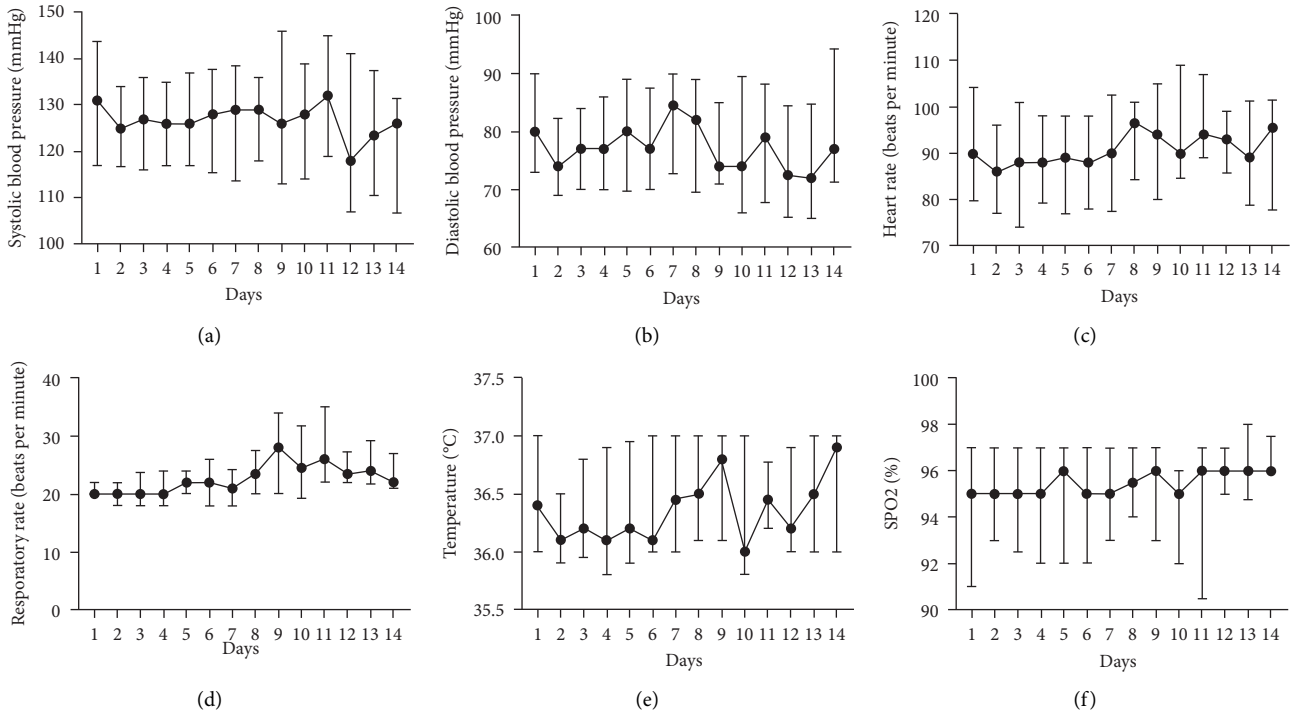 Systolic blood pressure (mmHg)
150
140
130
120
110
100
1 2 3 4 5 6 7 8 9 10 11 12 13 14
Days
(a)
Diastolic blood pressure (mmHg)
100
90
80
70
60
1 2 3 4 5 6 7 8 9 10 11 12 13 14
Days
(b)
Heart rate (beats per minute)
120
110
100
90
80
70
1 2 3 4 5 6 7 8 9 10 11 12 13 14
Days
(c)
Resporatory rate (beats per minute)
40
30
20
10
0
1 2 3 4 5 6 7 8 9 10 11 12 13 14
Days
(d)
Temperature (°C)
37.5
37.0
36.5
36.0
35.5
1 2 3 4 5 6 7 8 9 10 11 12 13 14
Days
(e)
SPO2 (%)
100
98
96
94
92
90
1 2 3 4 5 6 7 8 9 10 11 12 13 14
Days
(f)